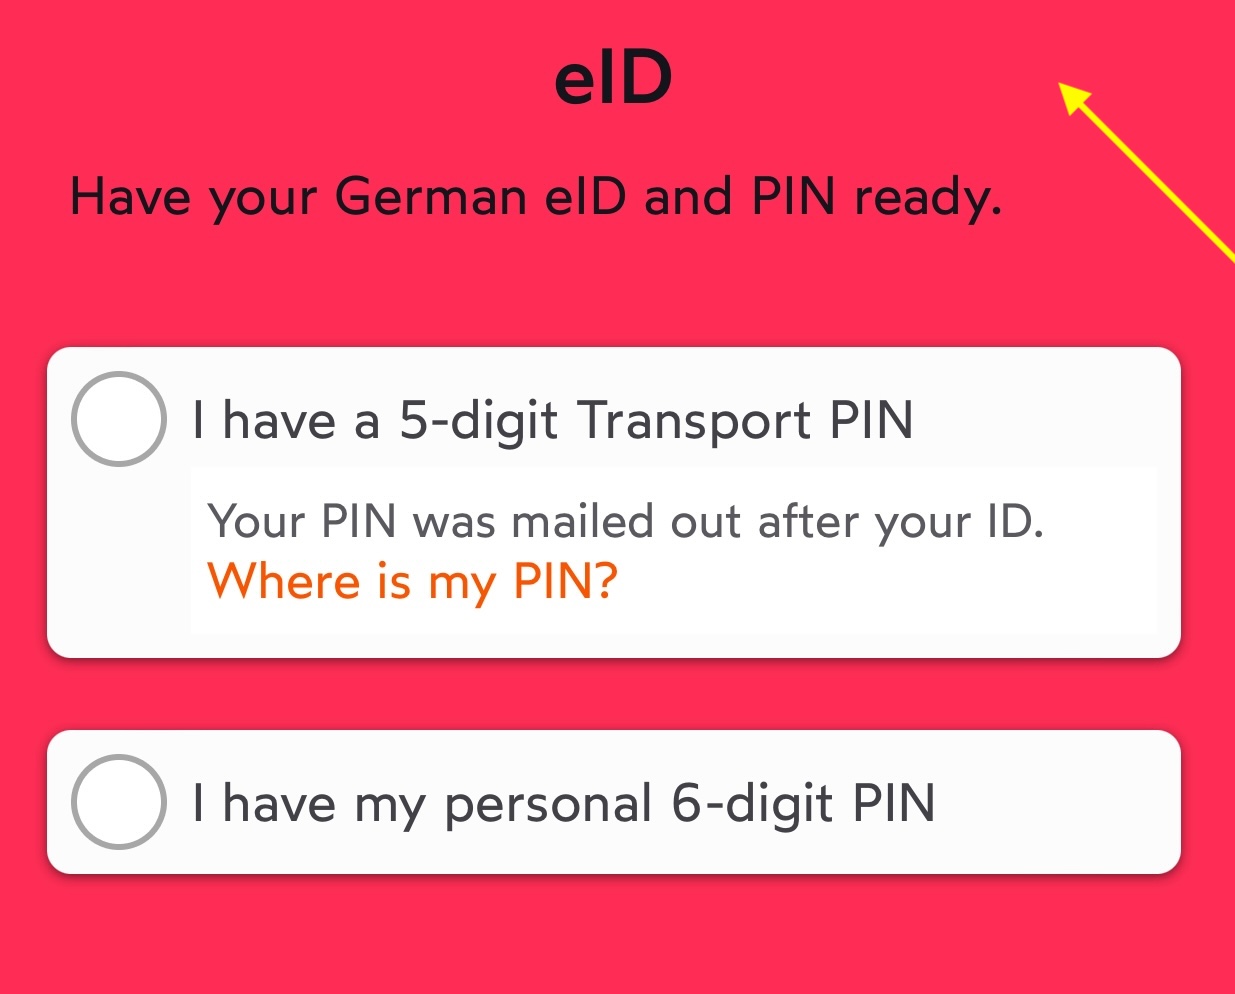 eID
Have your German eID and PIN ready.
I have a 5-digit Transport PIN
Your PIN was mailed out after your ID.
Where is my PIN?
I have my personal 6-digit PIN